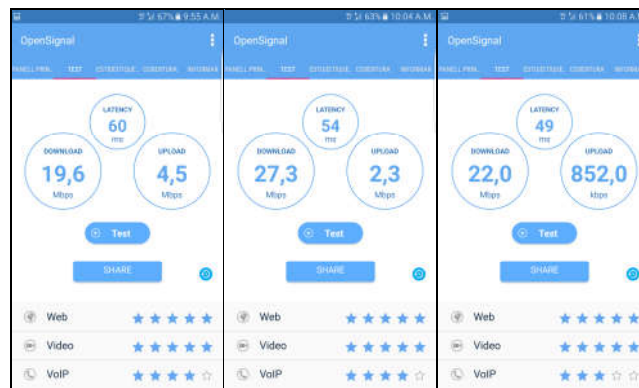 67% 9:55 A.M.
OpenSignal
TEST
LATENCY
60
ms
DOWNLOAD
19,6
Mbps
UPLOAD
4,5
Mbps
Test
SHARE
Web
Video
VoIP
63% 10:04 A.M.
OpenSignal
TEST
LATENCY
54
ms
DOWNLOAD
27,3
Mbps
UPLOAD
2,3
Mbps
Test
SHARE
Web
Video
VoIP
61% 10:08 A.M.
OpenSignal
TEST
LATENCY
49
ms
DOWNLOAD
22,0
Mbps
UPLOAD
852,0
kbps
Test
SHARE
Web
Video
VoIP